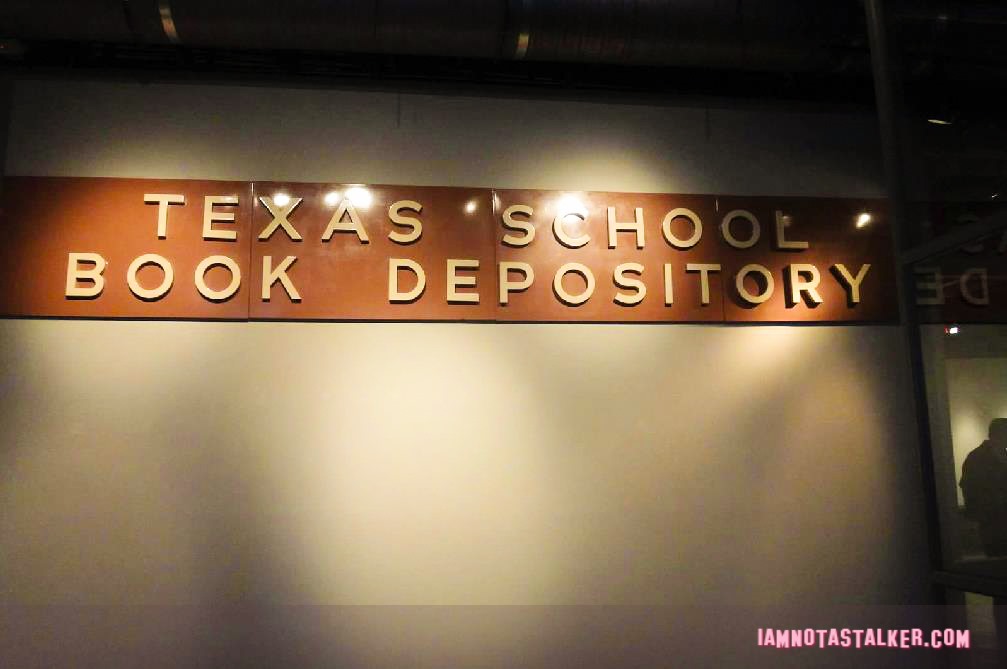 TEXAS SCHOOL
BOOK DEPOSITORY
IAMNOTASTALKER.COM